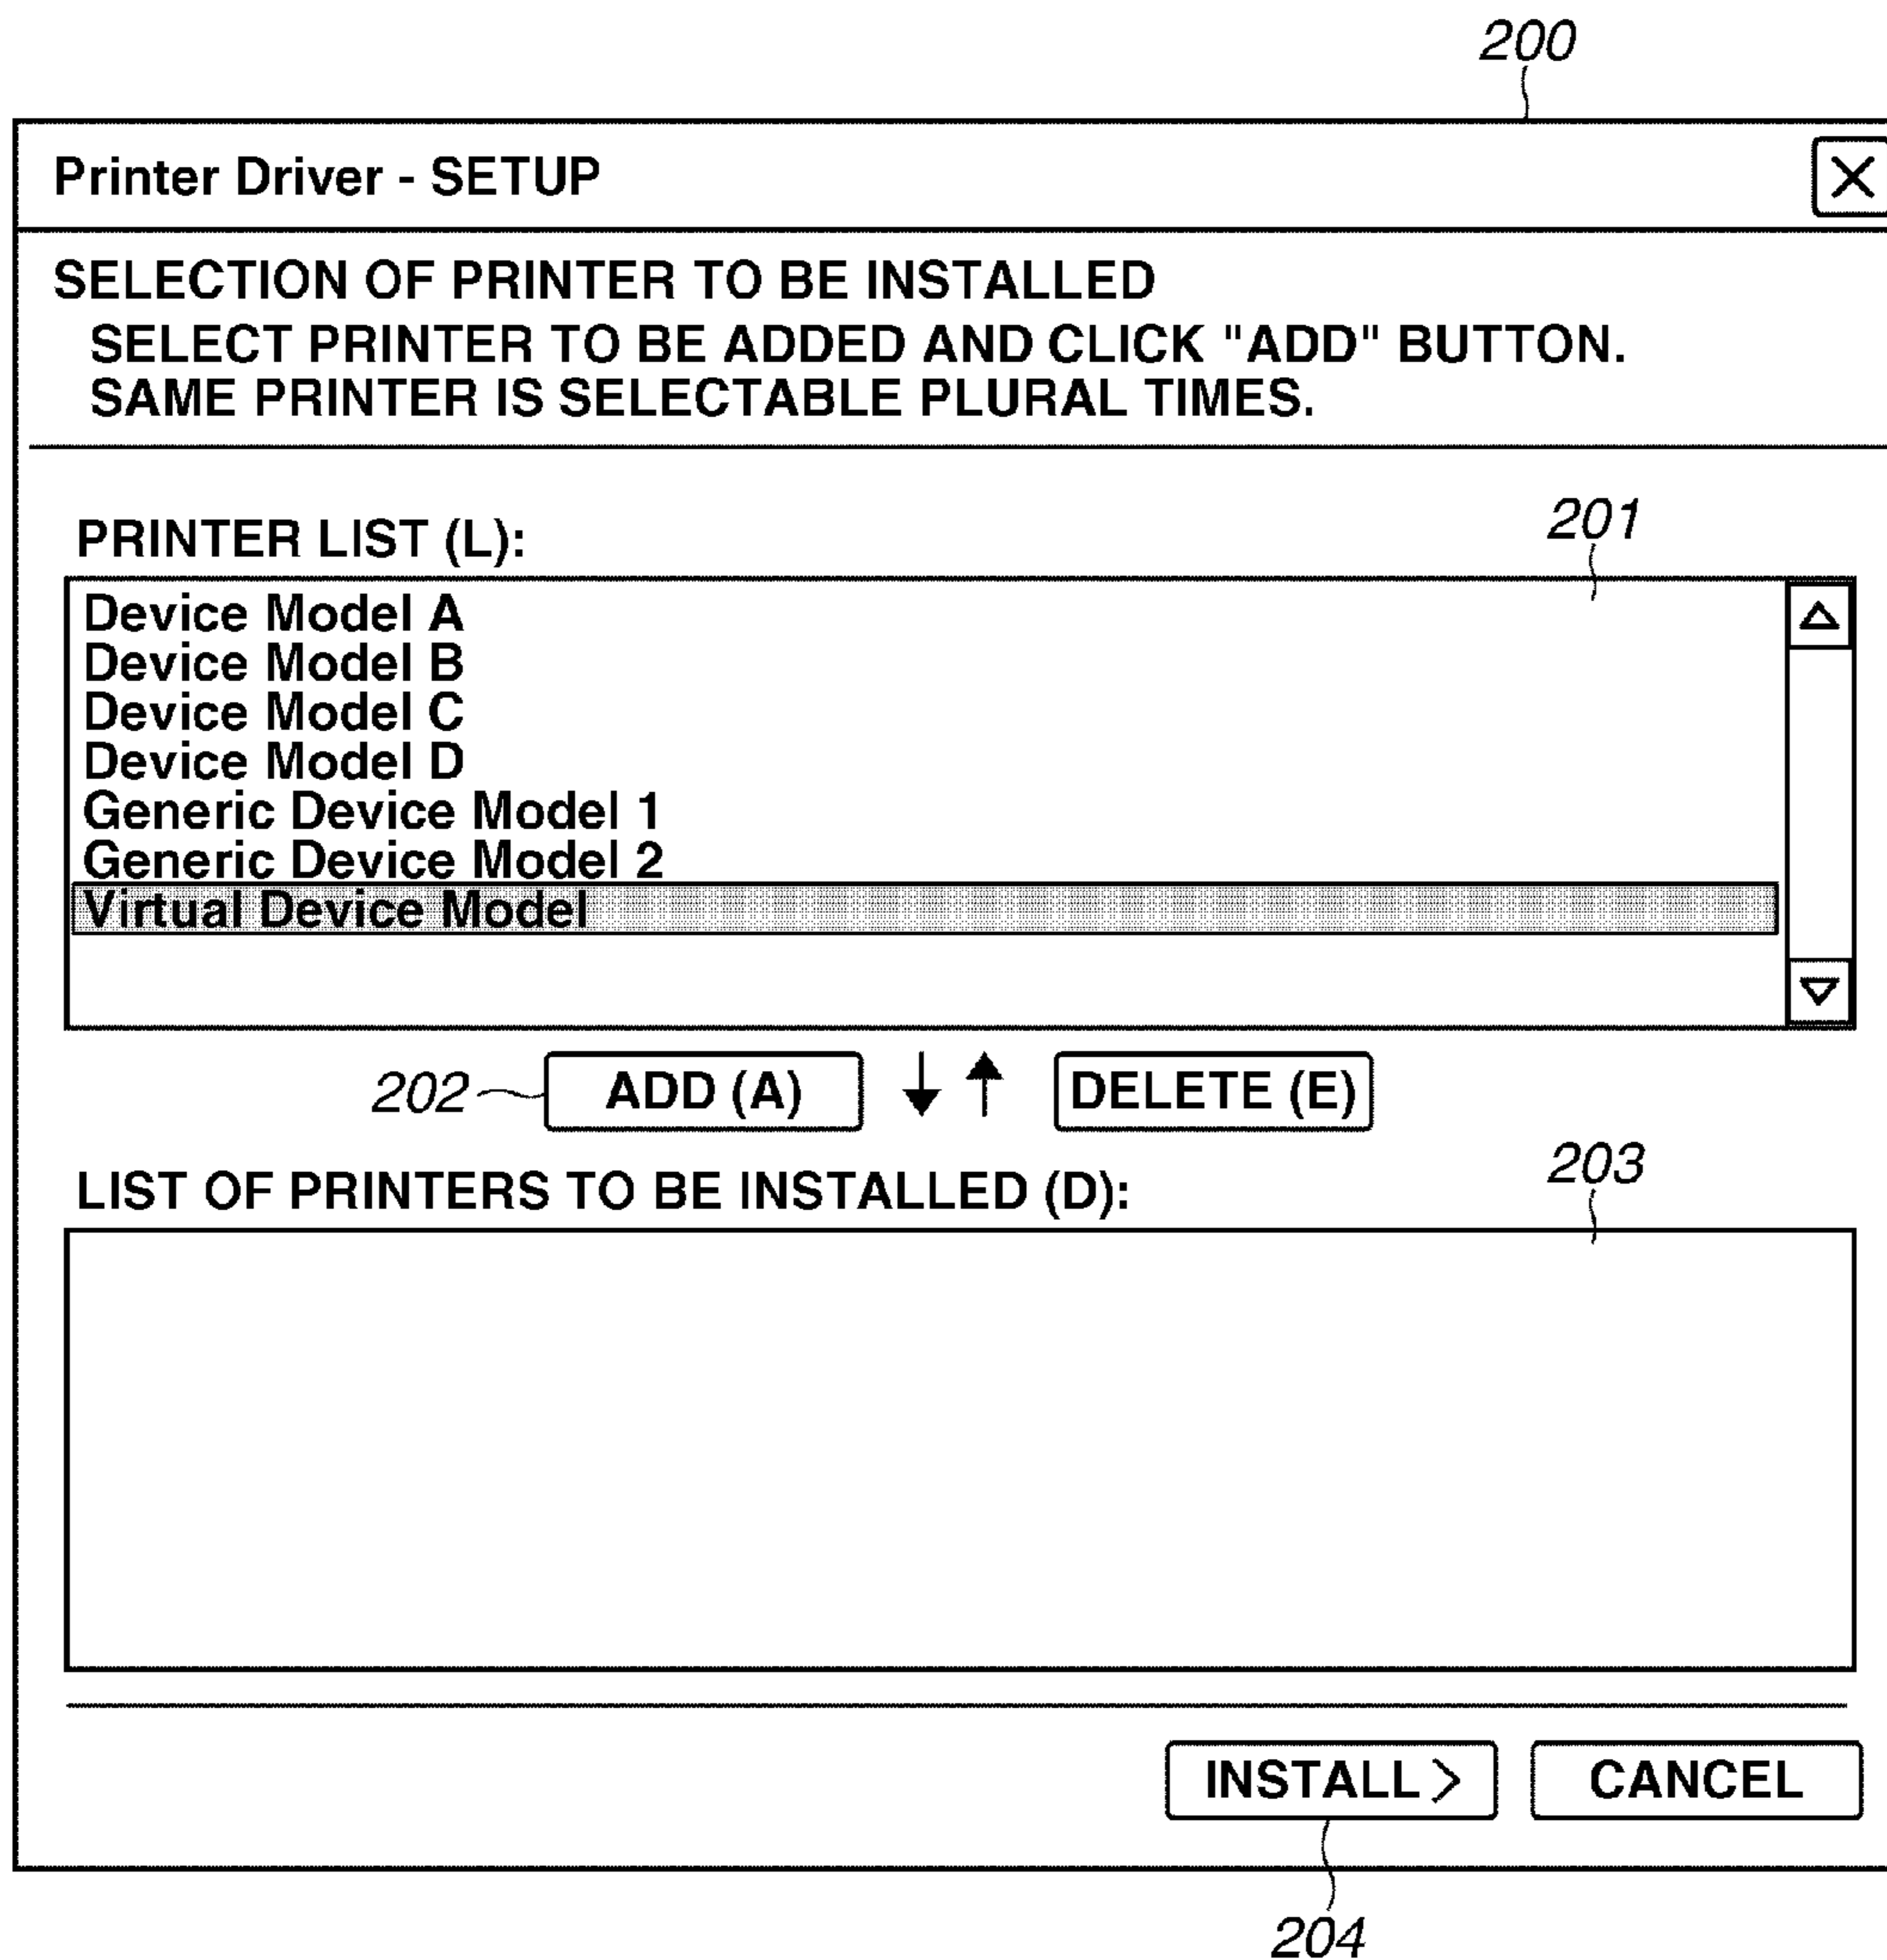 200
Printer Driver - SETUP
SELECTION OF PRINTER TO BE INSTALLED
SELECT PRINTER TO BE ADDED AND CLICK "ADD" BUTTON.
SAME PRINTER IS SELECTABLE PLURAL TIMES.
PRINTER LIST (L):
201
Device Model A
Device Model B
Device Model C
Device Model D
Generic Device Model 1
Generic Device Model 2
Virtual Device Model
202 ADD (A) DELETE (E)
LIST OF PRINTERS TO BE INSTALLED (D):
203
INSTALL > CANCEL
204